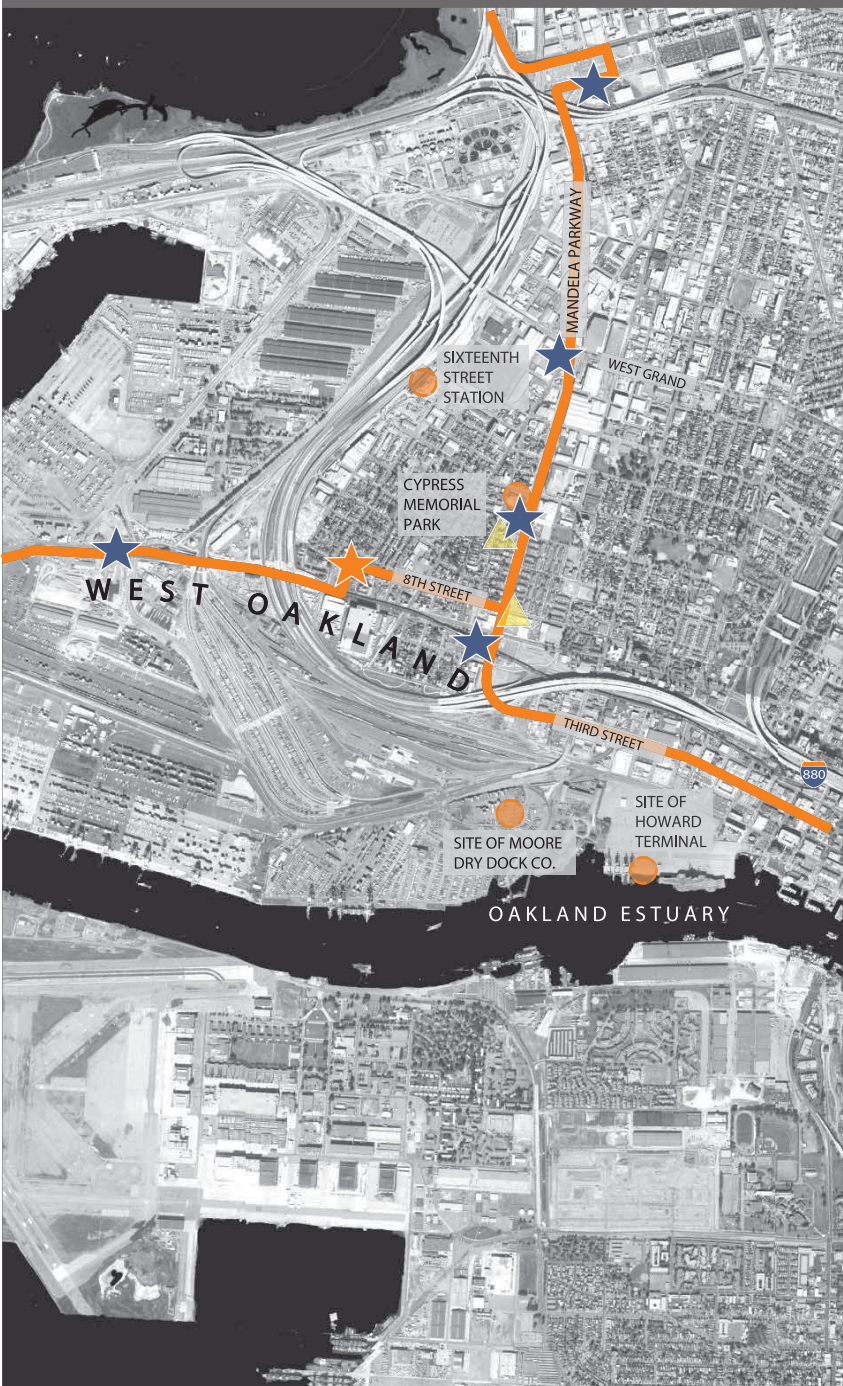 MANDELA PARKWAY
SIXTEENTH
STREET
STATION
WEST GRAND
CYPRESS
MEMORIAL
PARK
8TH STREET
WEST OAKLAND
THIRD STREET
880
SITE OF
HOWARD
TERMINAL
SITE OF MOORE
DRY DOCK CO.
OAKLAND ESTUARY